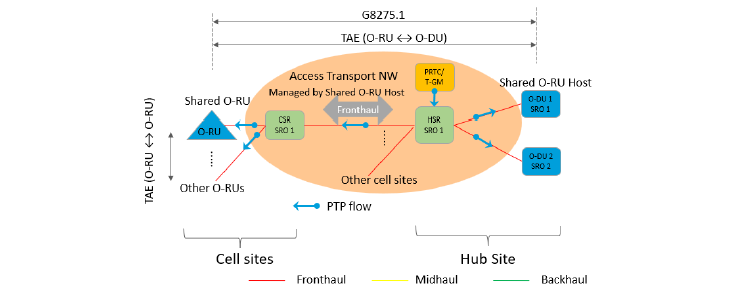 G8275.1
TAE (O-RU ↔ O-DU)
Access Transport NW
Managed by Shared O-RU Host
PRTC/
T-GM
Shared O-RU Host
Shared O-RU
Fronthaul
O-DU 1
SRO 1
O-RU
CSR
SRO 1
HSR
SRO 1
TAE (O-RU ↔ O-RU)
O-DU 2
SRO 2
Other O-RUs
Other cell sites
PTP flow
Cell sites
Hub Site
Fronthaul
Midhaul
Backhaul